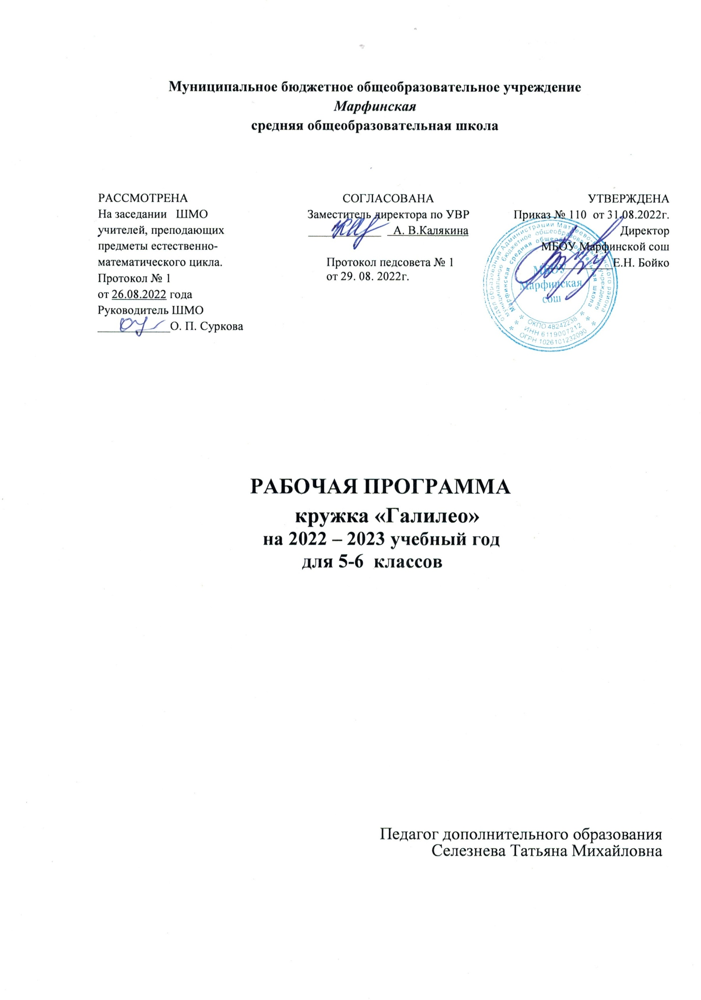 Муниципальное бюджетное общеобразовательное учреждение
Марфинская
средняя общеобразовательная школа
РАССМОТРЕНА
На заседании ШМО
учителей, преподающих
предметы естественно-
математического цикла.
Протокол № 1
от 26.08.2022 года
Руководитель ШМО
____________О. П. Суркова
СОГЛАСОВАНА
Заместитель директора по УВР
____________ А. В.Калякина
Протокол педсовета № 1
от 29. 08. 2022г.
УТВЕРЖДЕНА
Приказ № 110 от 31.08.2022г.
Директор
МБОУ Марфинской сош
____________Е.Н. Бойко
отдел образования Администрации Матвеево-Курганского района
муниципальное бюджетное общеобразовательное учреждение
Марфинская средняя общеобразовательная школа
МБОУ
Марфинская
сош
ОКПО 48242238
ИНН 6119007212
ОГРН 1026101232090
РАБОЧАЯ ПРОГРАММА
кружка «Галилео»
на 2022 – 2023 учебный год
для 5-6 классов
Педагог дополнительного образования
Селезнева Татьяна Михайловна